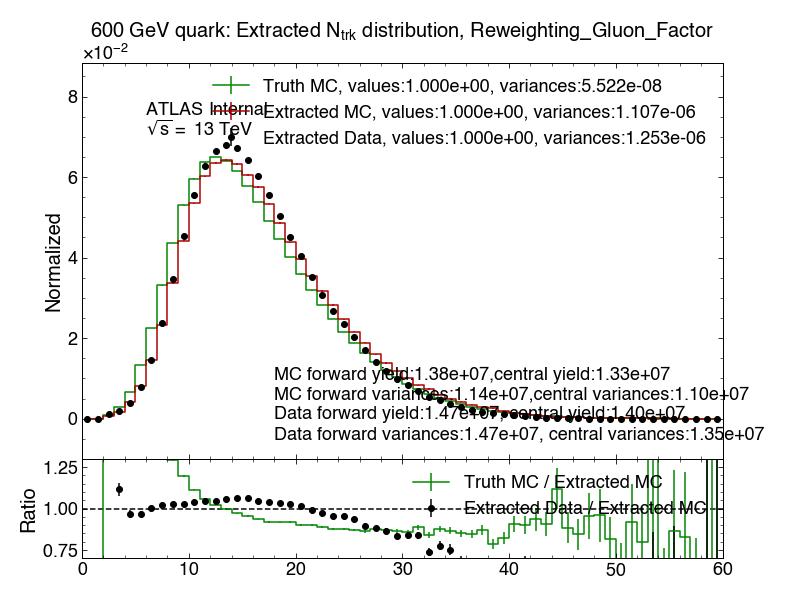 600 GeV quark: Extracted N_trk distribution, Reweighting_Gluon_Factor
×10⁻²
Truth MC, values:1.000e+00, variances:5.522e-08
ATLAS Internal
Extracted MC, values:1.000e+00, variances:1.107e-06
√s = 13 TeV
Extracted Data, values:1.000e+00, variances:1.253e-06
8
6
4
2
0
Normalized
MC forward yield:1.38e+07,central yield:1.33e+07
MC forward variances:1.14e+07,central variances:1.10e+07
Data forward yield:1.47e+07, central yield:1.40e+07
Data forward variances:1.47e+07, central variances:1.35e+07
1.25
1.00
0.75
Ratio
Truth MC / Extracted MC
Extracted Data / Extracted MC
0 10 20 30 40 50 60